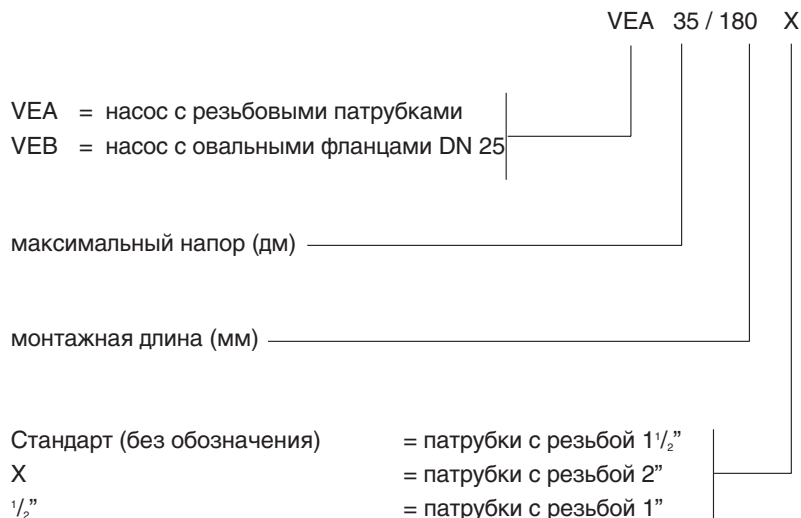 VEA 35 / 180 X
VEA = насос с резьбовыми патрубками
VEB = насос с овальными фланцами DN 25
максимальный напор (дм)
монтажная длина (мм)
Стандарт (без обозначения) = патрубки с резьбой 1¹/₂”
X = патрубки с резьбой 2”
¹/₂” = патрубки с резьбой 1”